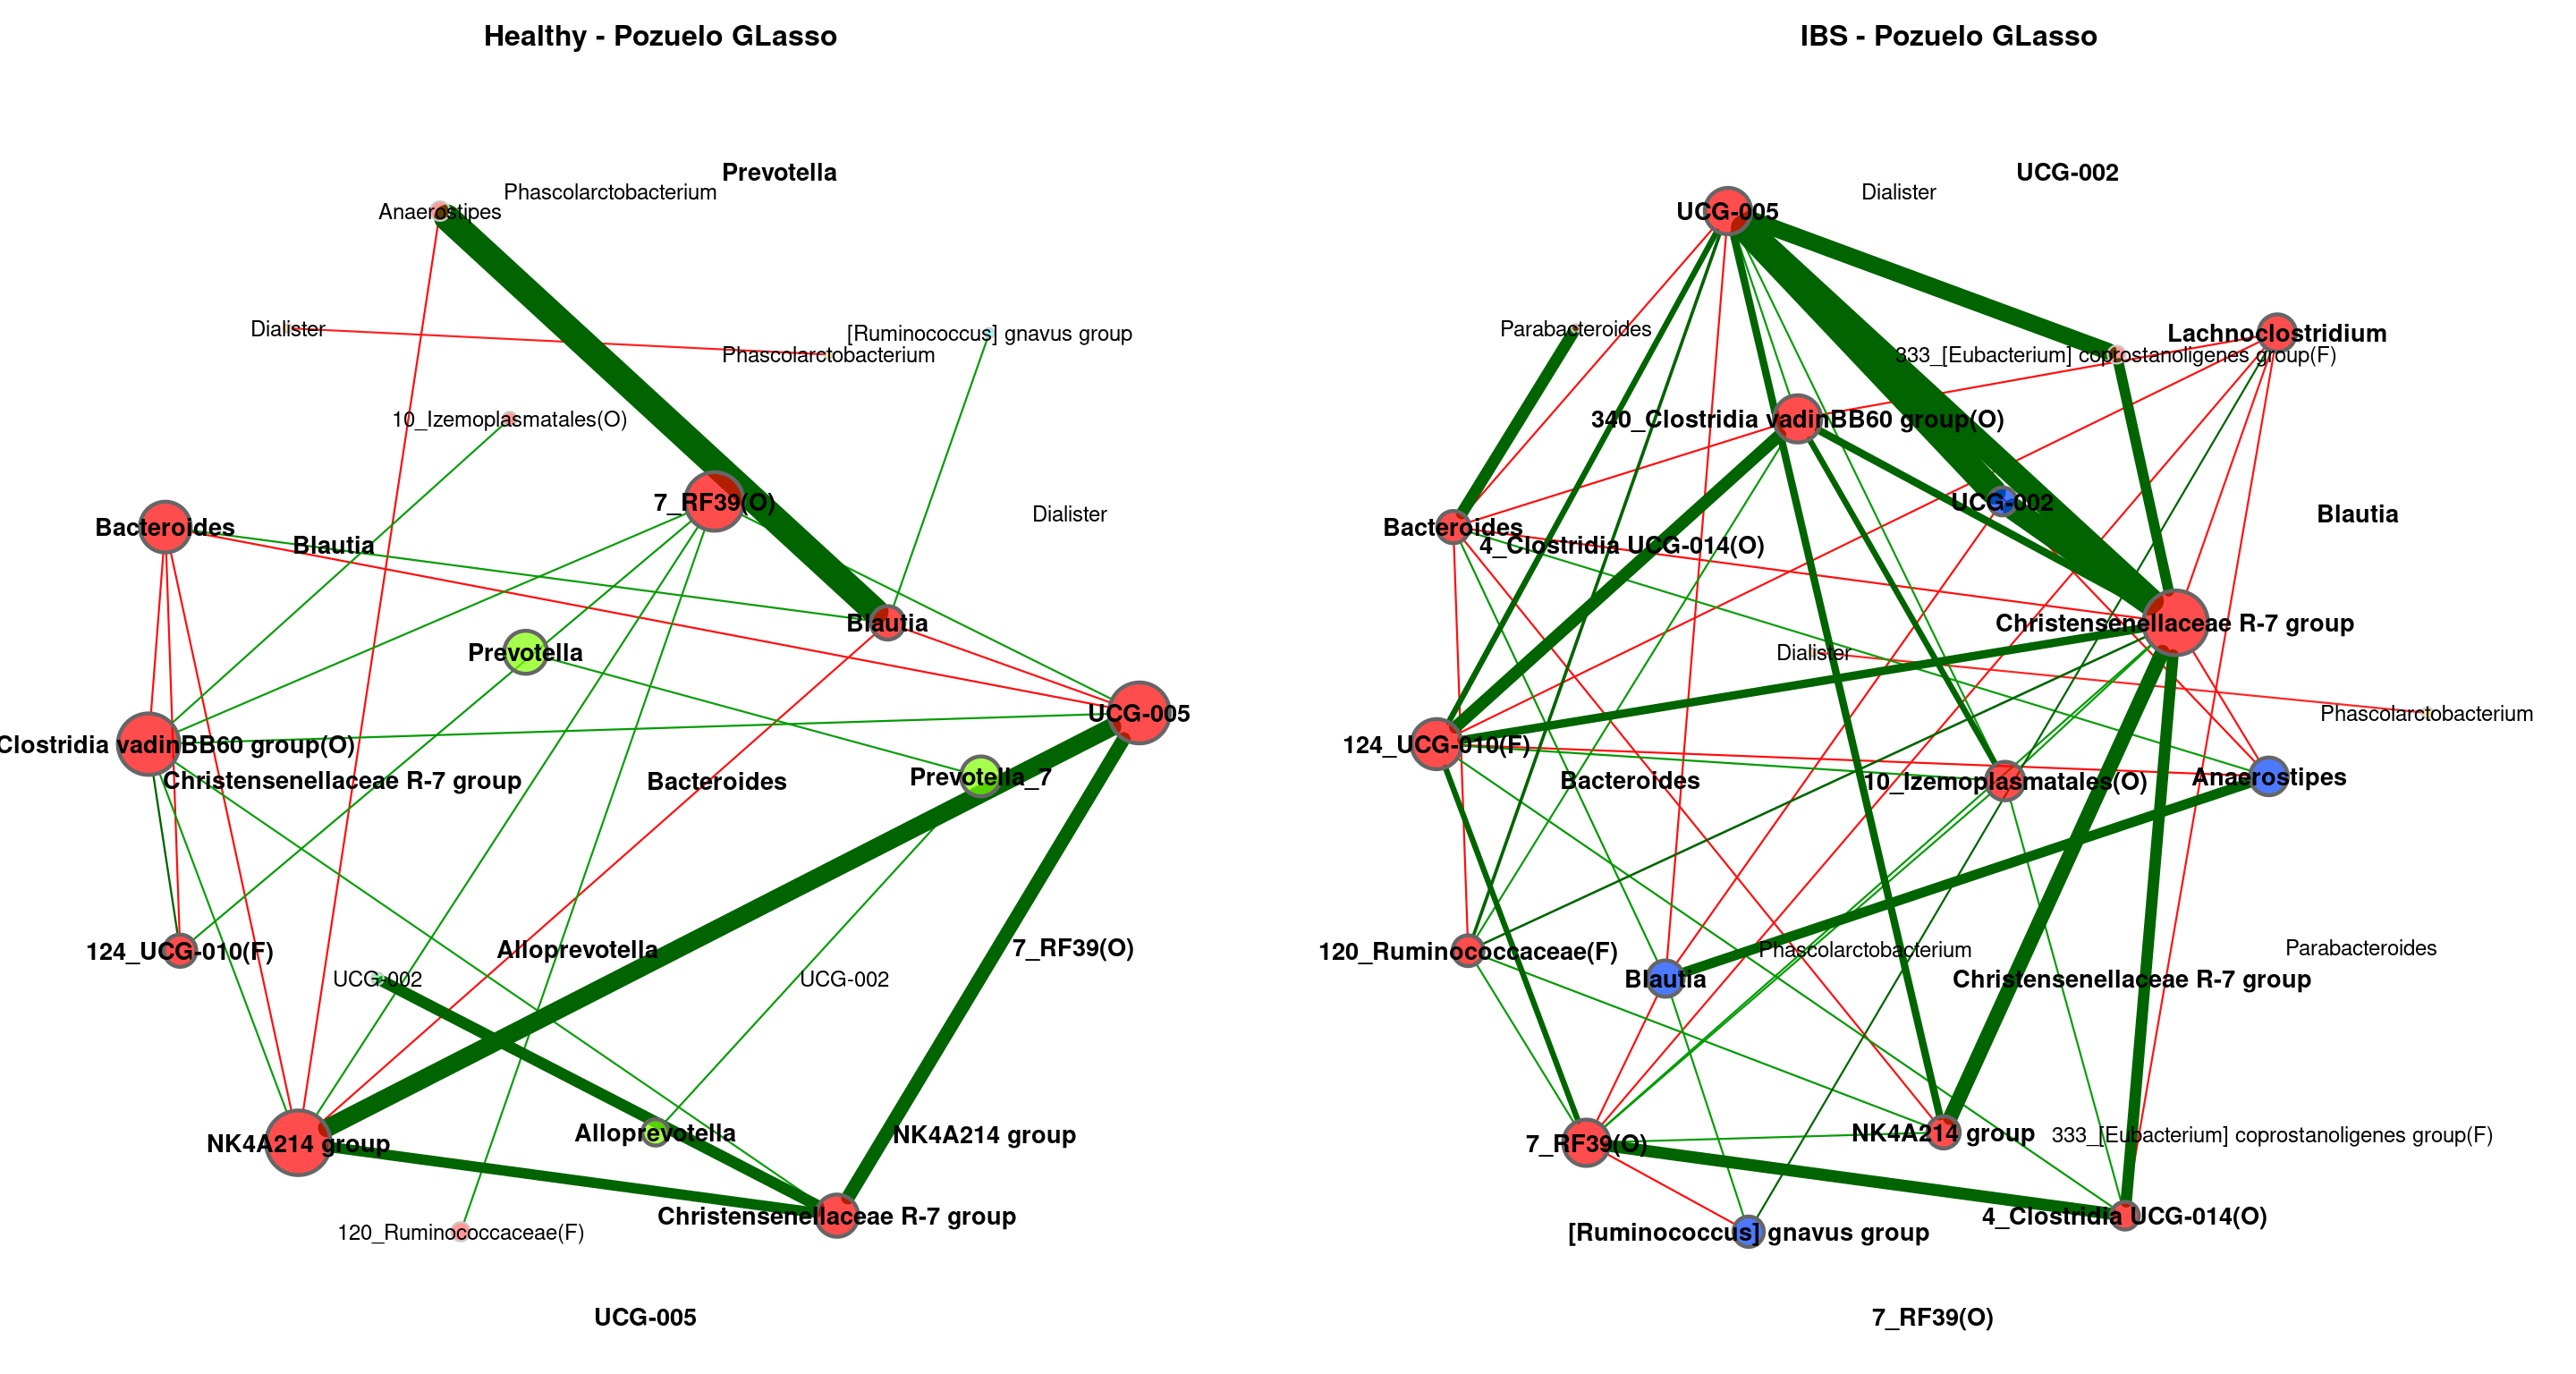 Healthy - Pozuelo GLasso
IBS - Pozuelo GLasso
Prevotella
Phascolarctobacterium
Anaerostipes
Dialister
[Ruminococcus] gnavus group
Phascolarctobacterium
10_Izemoplasmatales(O)
7_RF39(O)
Dialister
Bacteroides
Blautia
Blautia
Prevotella
UCG-005
Clostridia vadinBB60 group(O)
Christensenellaceae R-7 group
Bacteroides
Prevotella_7
124_UCG-010(F)
Alloprevotella
7_RF39(O)
UCG-002
UCG-002
NK4A214 group
Alloprevotella
NK4A214 group
Christensenellaceae R-7 group
120_Ruminococcaceae(F)
UCG-005
UCG-002
Dialister
UCG-005
Parabacteroides
Lachnoclostridium
333_[Eubacterium] coprostanoligenes group(F)
340_Clostridia vadinBB60 group(O)
UCG-002
Blautia
Bacteroides
4_Clostridia UCG-014(O)
Christensenellaceae R-7 group
Dialister
Phascolarctobacterium
124_UCG-010(F)
Bacteroides
10_Izemoplasmatales(O)
Anaerostipes
120_Ruminococcaceae(F)
Phascolarctobacterium
Parabacteroides
Blautia
Christensenellaceae R-7 group
7_RF39(O)
NK4A214 group
333_[Eubacterium] coprostanoligenes group(F)
4_Clostridia UCG-014(O)
[Ruminococcus] gnavus group
7_RF39(O)